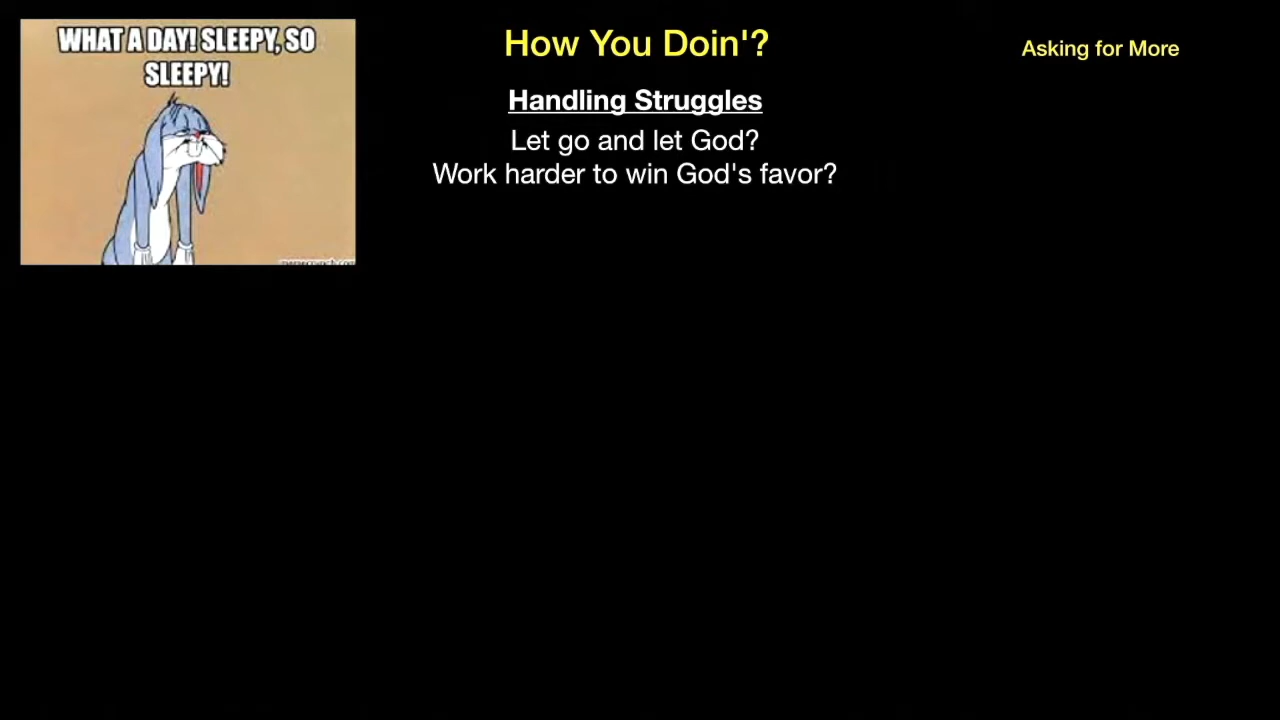 WHAT A DAY! SLEEPY, SO
SLEEPY!
How You Doin'?
Asking for More
Handling Struggles
Let go and let God?
Work harder to win God's favor?